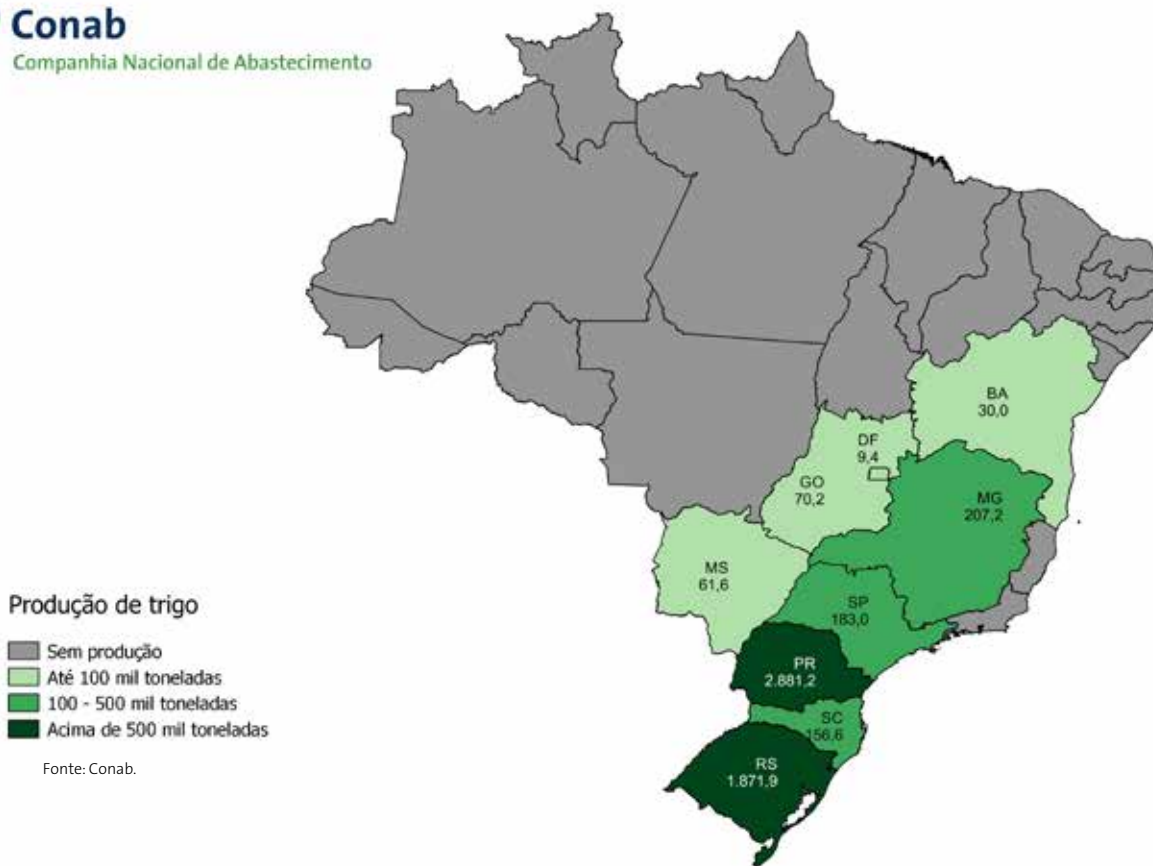 Conab
Companhia Nacional de Abastecimento
BA
30,0
DF
9,4
GO
70,2
MG
207,2
MS
61,6
SP
183,0
PR
2.881,2
SC
156,6
RS
1.871,9
Produção de trigo
Sem produção
Até 100 mil toneladas
100 - 500 mil toneladas
Acima de 500 mil toneladas
Fonte: Conab.